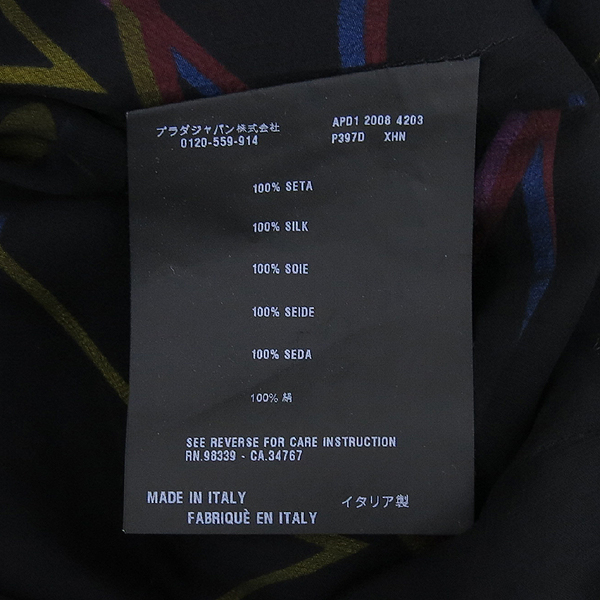 プラダジャパン株式会社
0120-559-914
APD1 2008 4203
P397D XHN
100% SETA
100% SILK
100% SOIE
100% SEIDE
100% SEDA
100% 絹
SEE REVERSE FOR CARE INSTRUCTION
RN.98339 - CA.34767
MADE IN ITALY
FABRIQUÈ EN ITALY
イタリア製